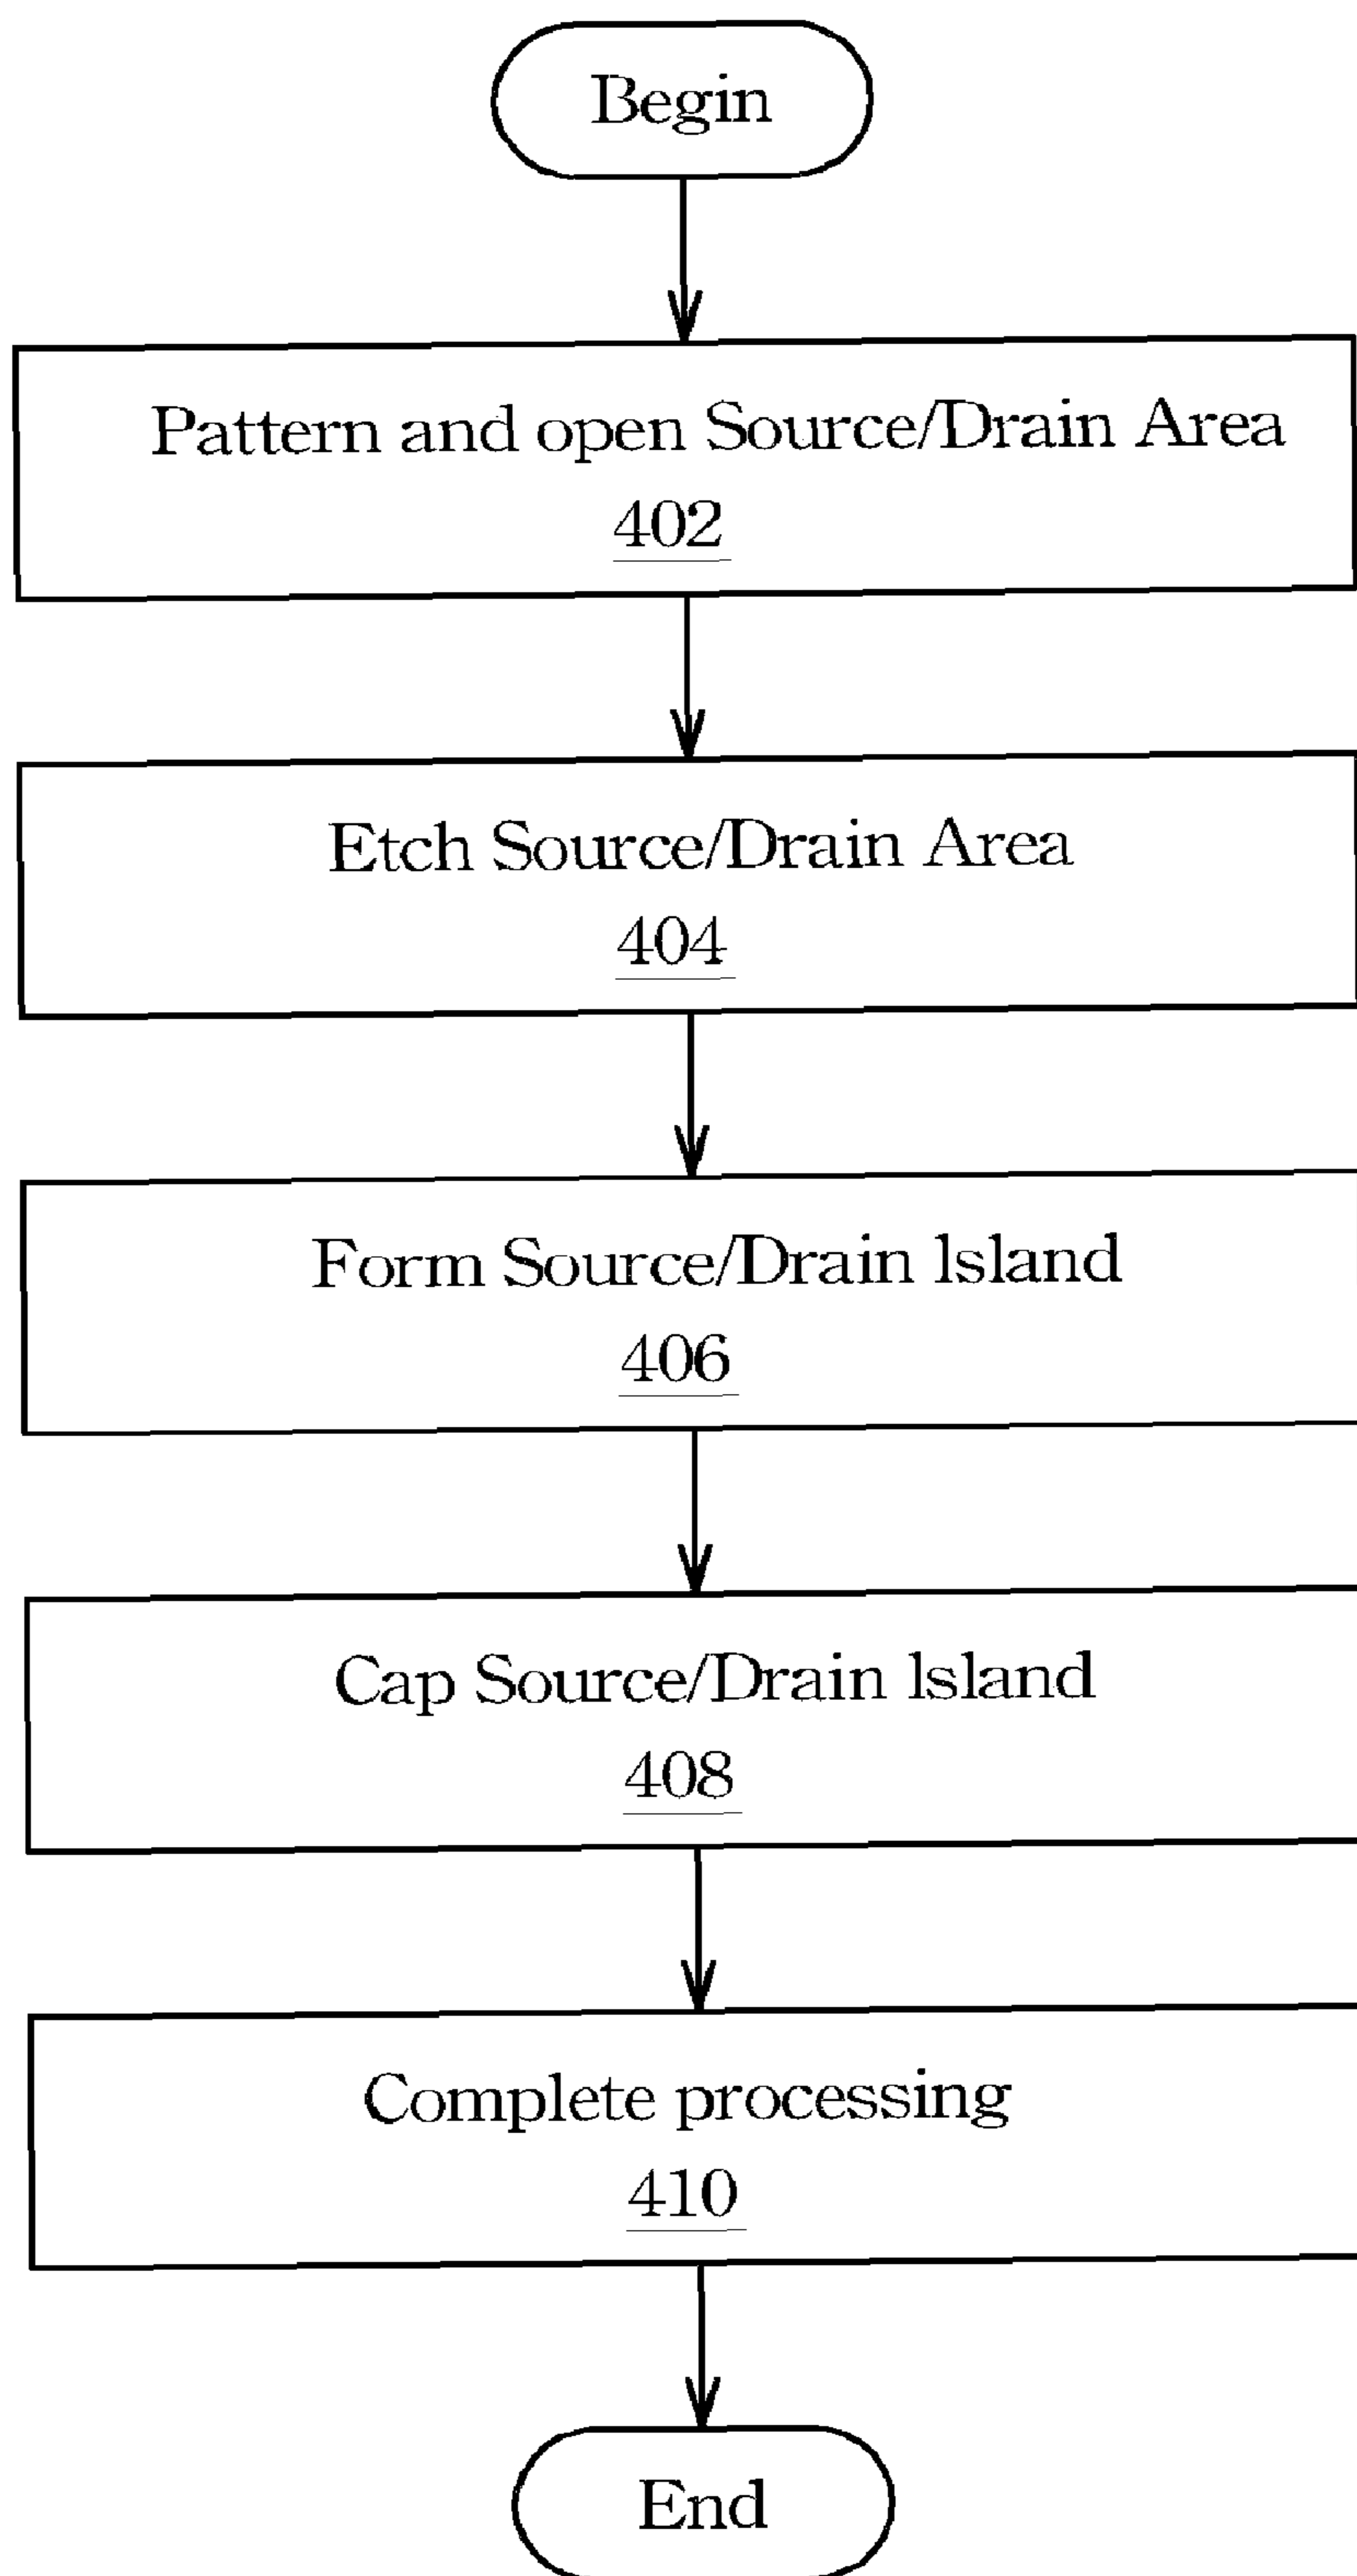 Begin
Pattern and open Source/Drain Area
402
Etch Source/Drain Area
404
Form Source/Drain Island
406
Cap Source/Drain Island
408
Complete processing
410
End